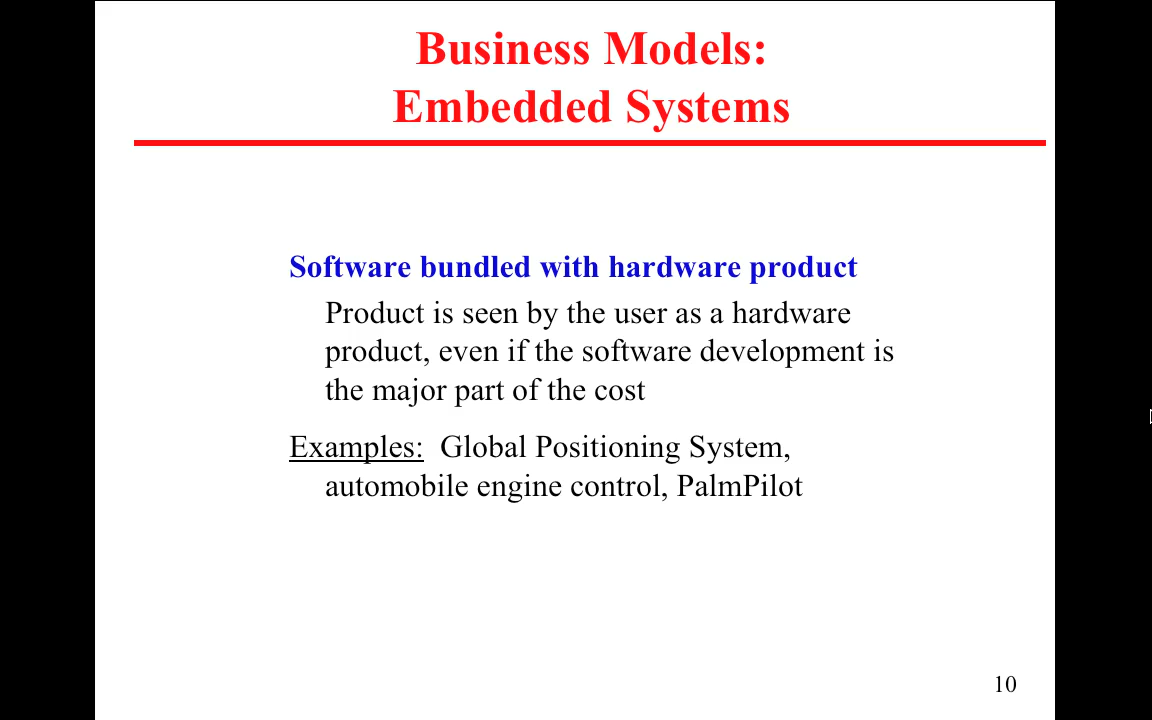 Business Models:
Embedded Systems
Software bundled with hardware product
Product is seen by the user as a hardware
product, even if the software development is
the major part of the cost
Examples: Global Positioning System,
automobile engine control, PalmPilot
10